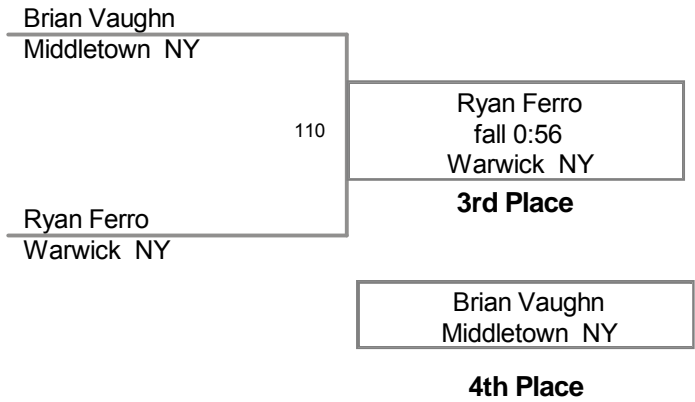 Brian Vaughn
Middletown NY
110
Ryan Ferro
fall 0:56
Warwick NY
3rd Place
Ryan Ferro
Warwick NY
Brian Vaughn
Middletown NY
4th Place